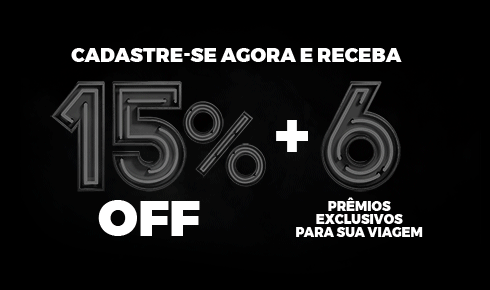 CADASTRE-SE AGORA E RECEBA
15% + 6
OFF
PRÊMIOS
EXCLUSIVOS
PARA SUA VIAGEM